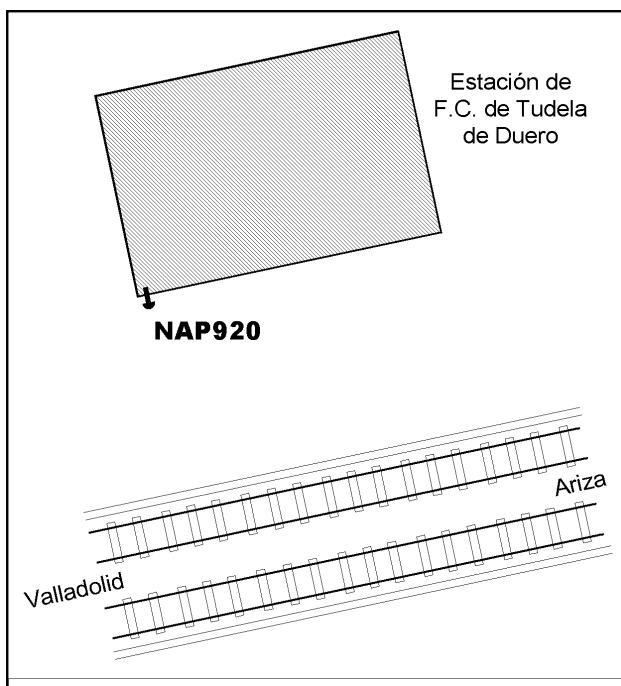 Estación de
F.C. de Tudela
de Duero
NAP920
Ariza
Valladolid